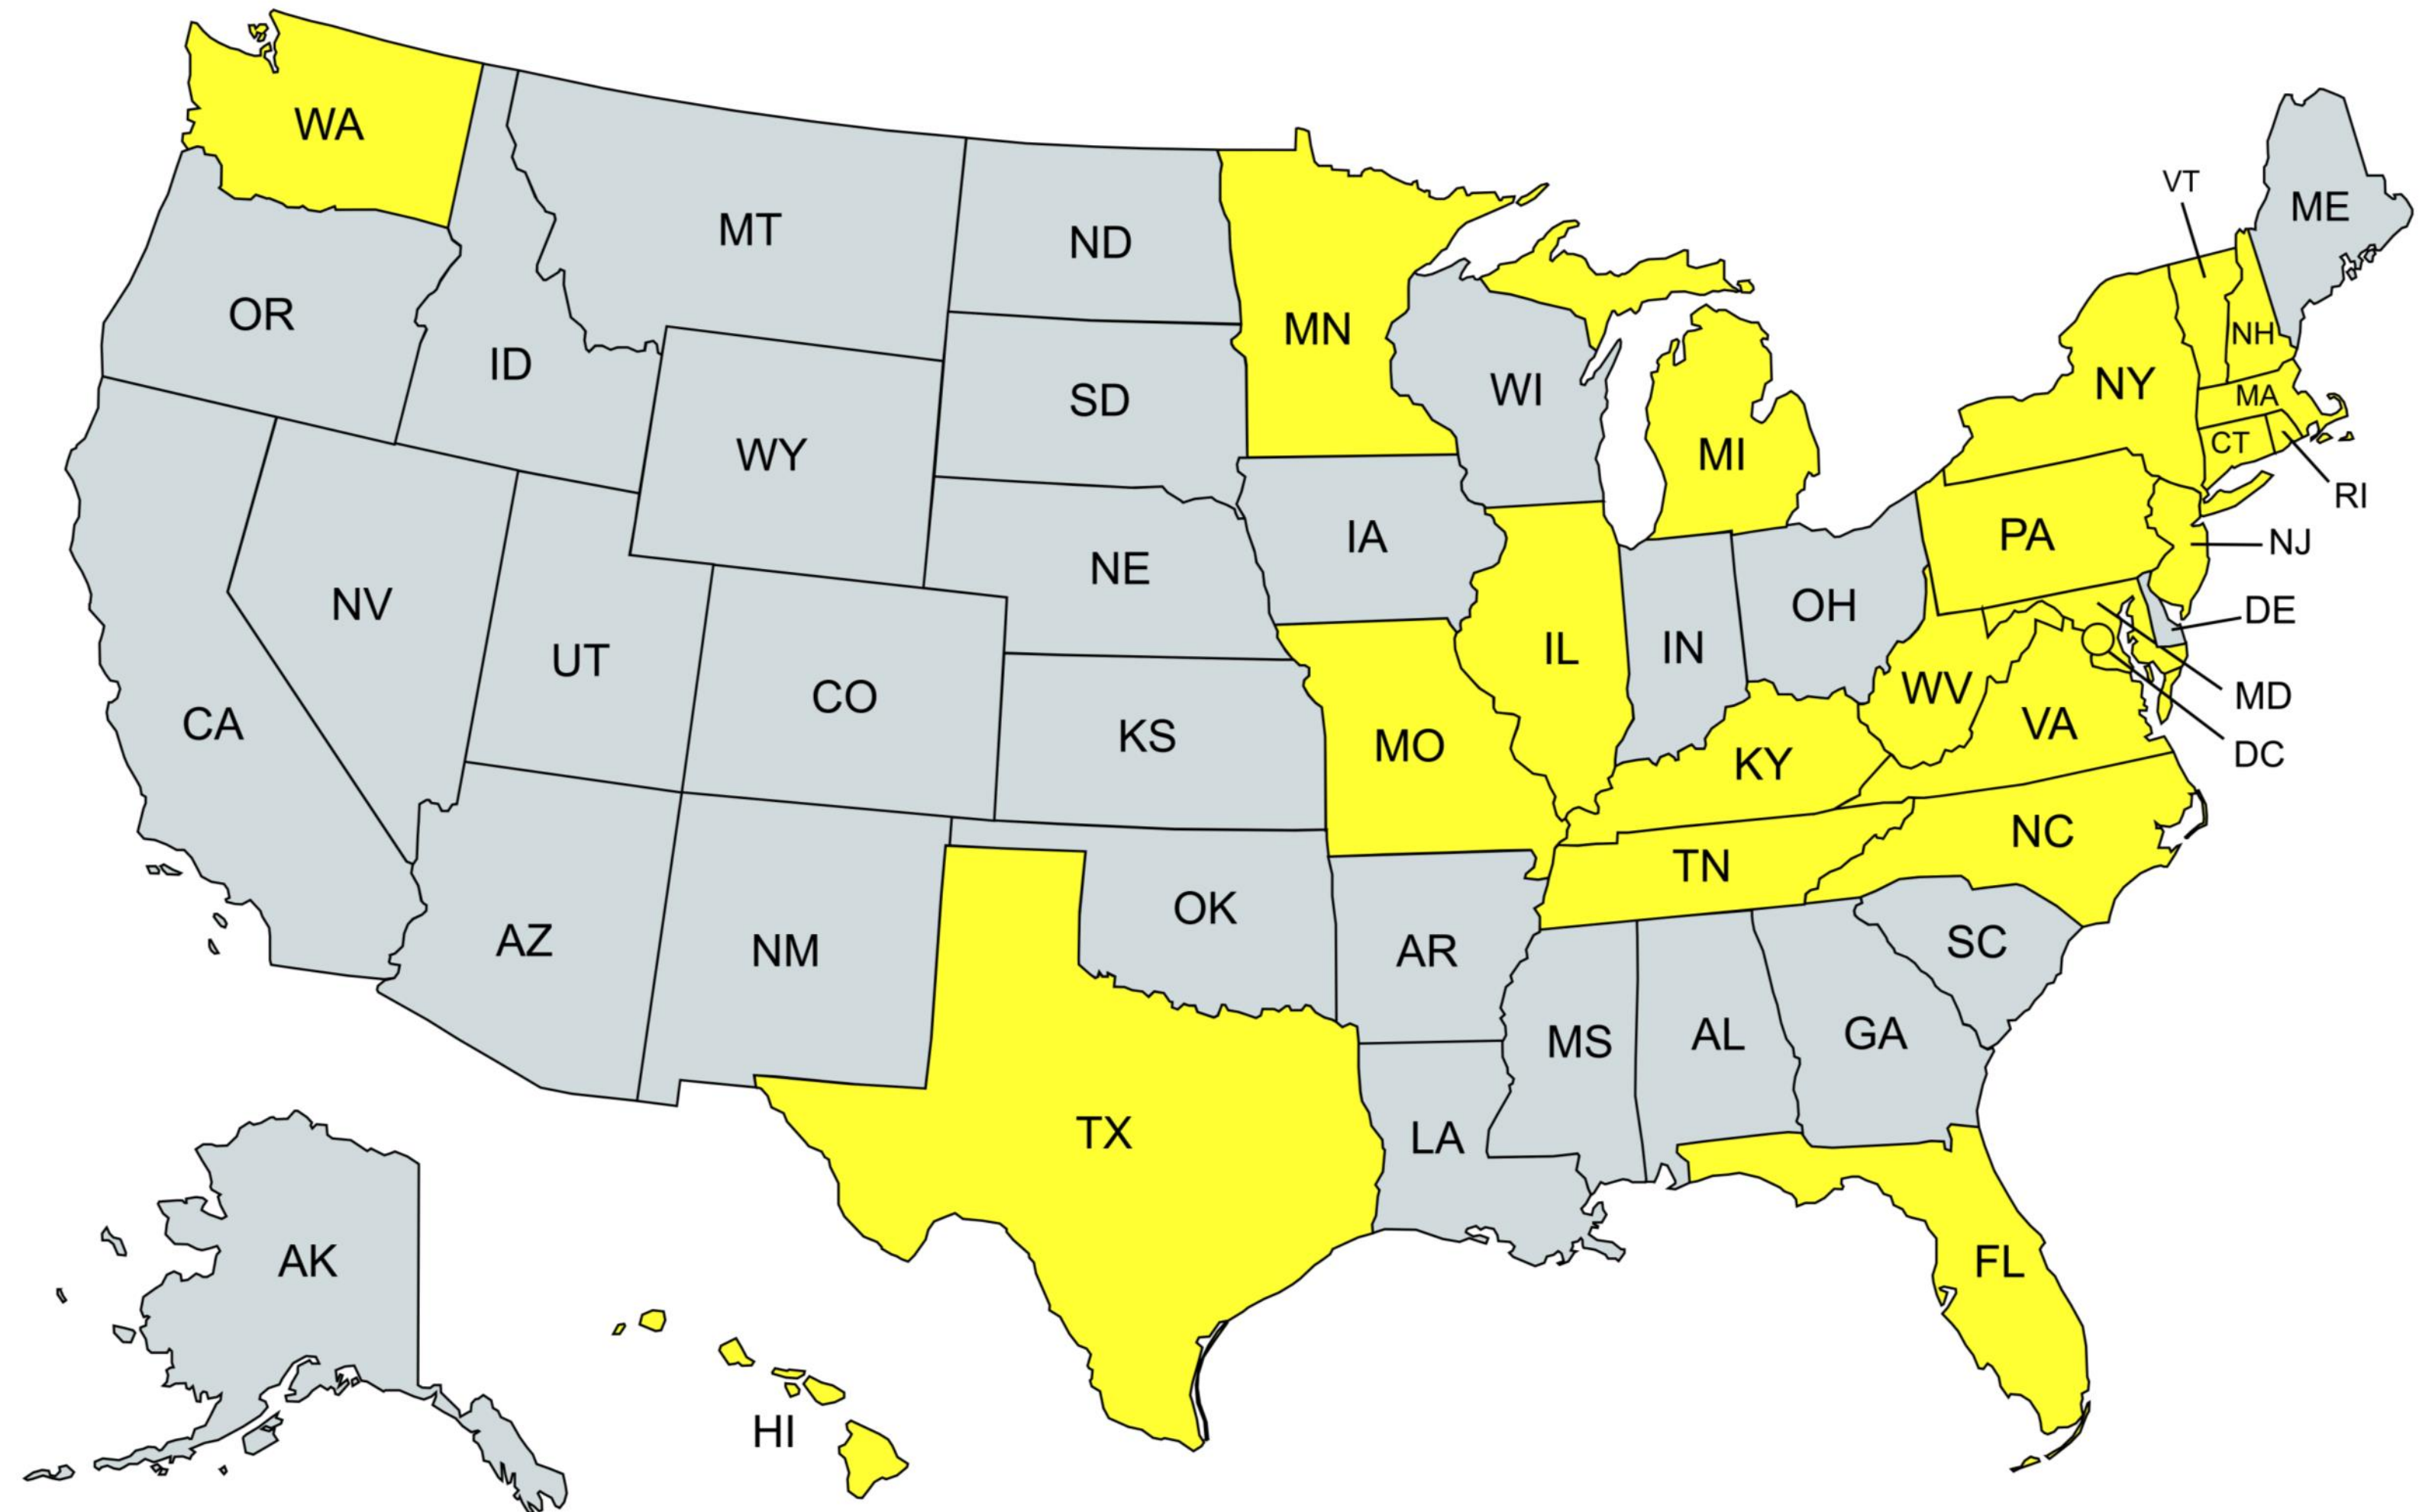 WA
VT
ME
MT
ND
OR
MN
NH
ID
NY
WI
SD
MA
CT
WY
MI
RI
PA
IA
NJ
NE
NV
OH
DE
IL
IN
UT
WV
MD
CO
CA
VA
KS
MO
DC
KY
NC
TN
OK
AZ
SC
NM
AR
GA
AL
MS
TX
LA
AK
FL
HI